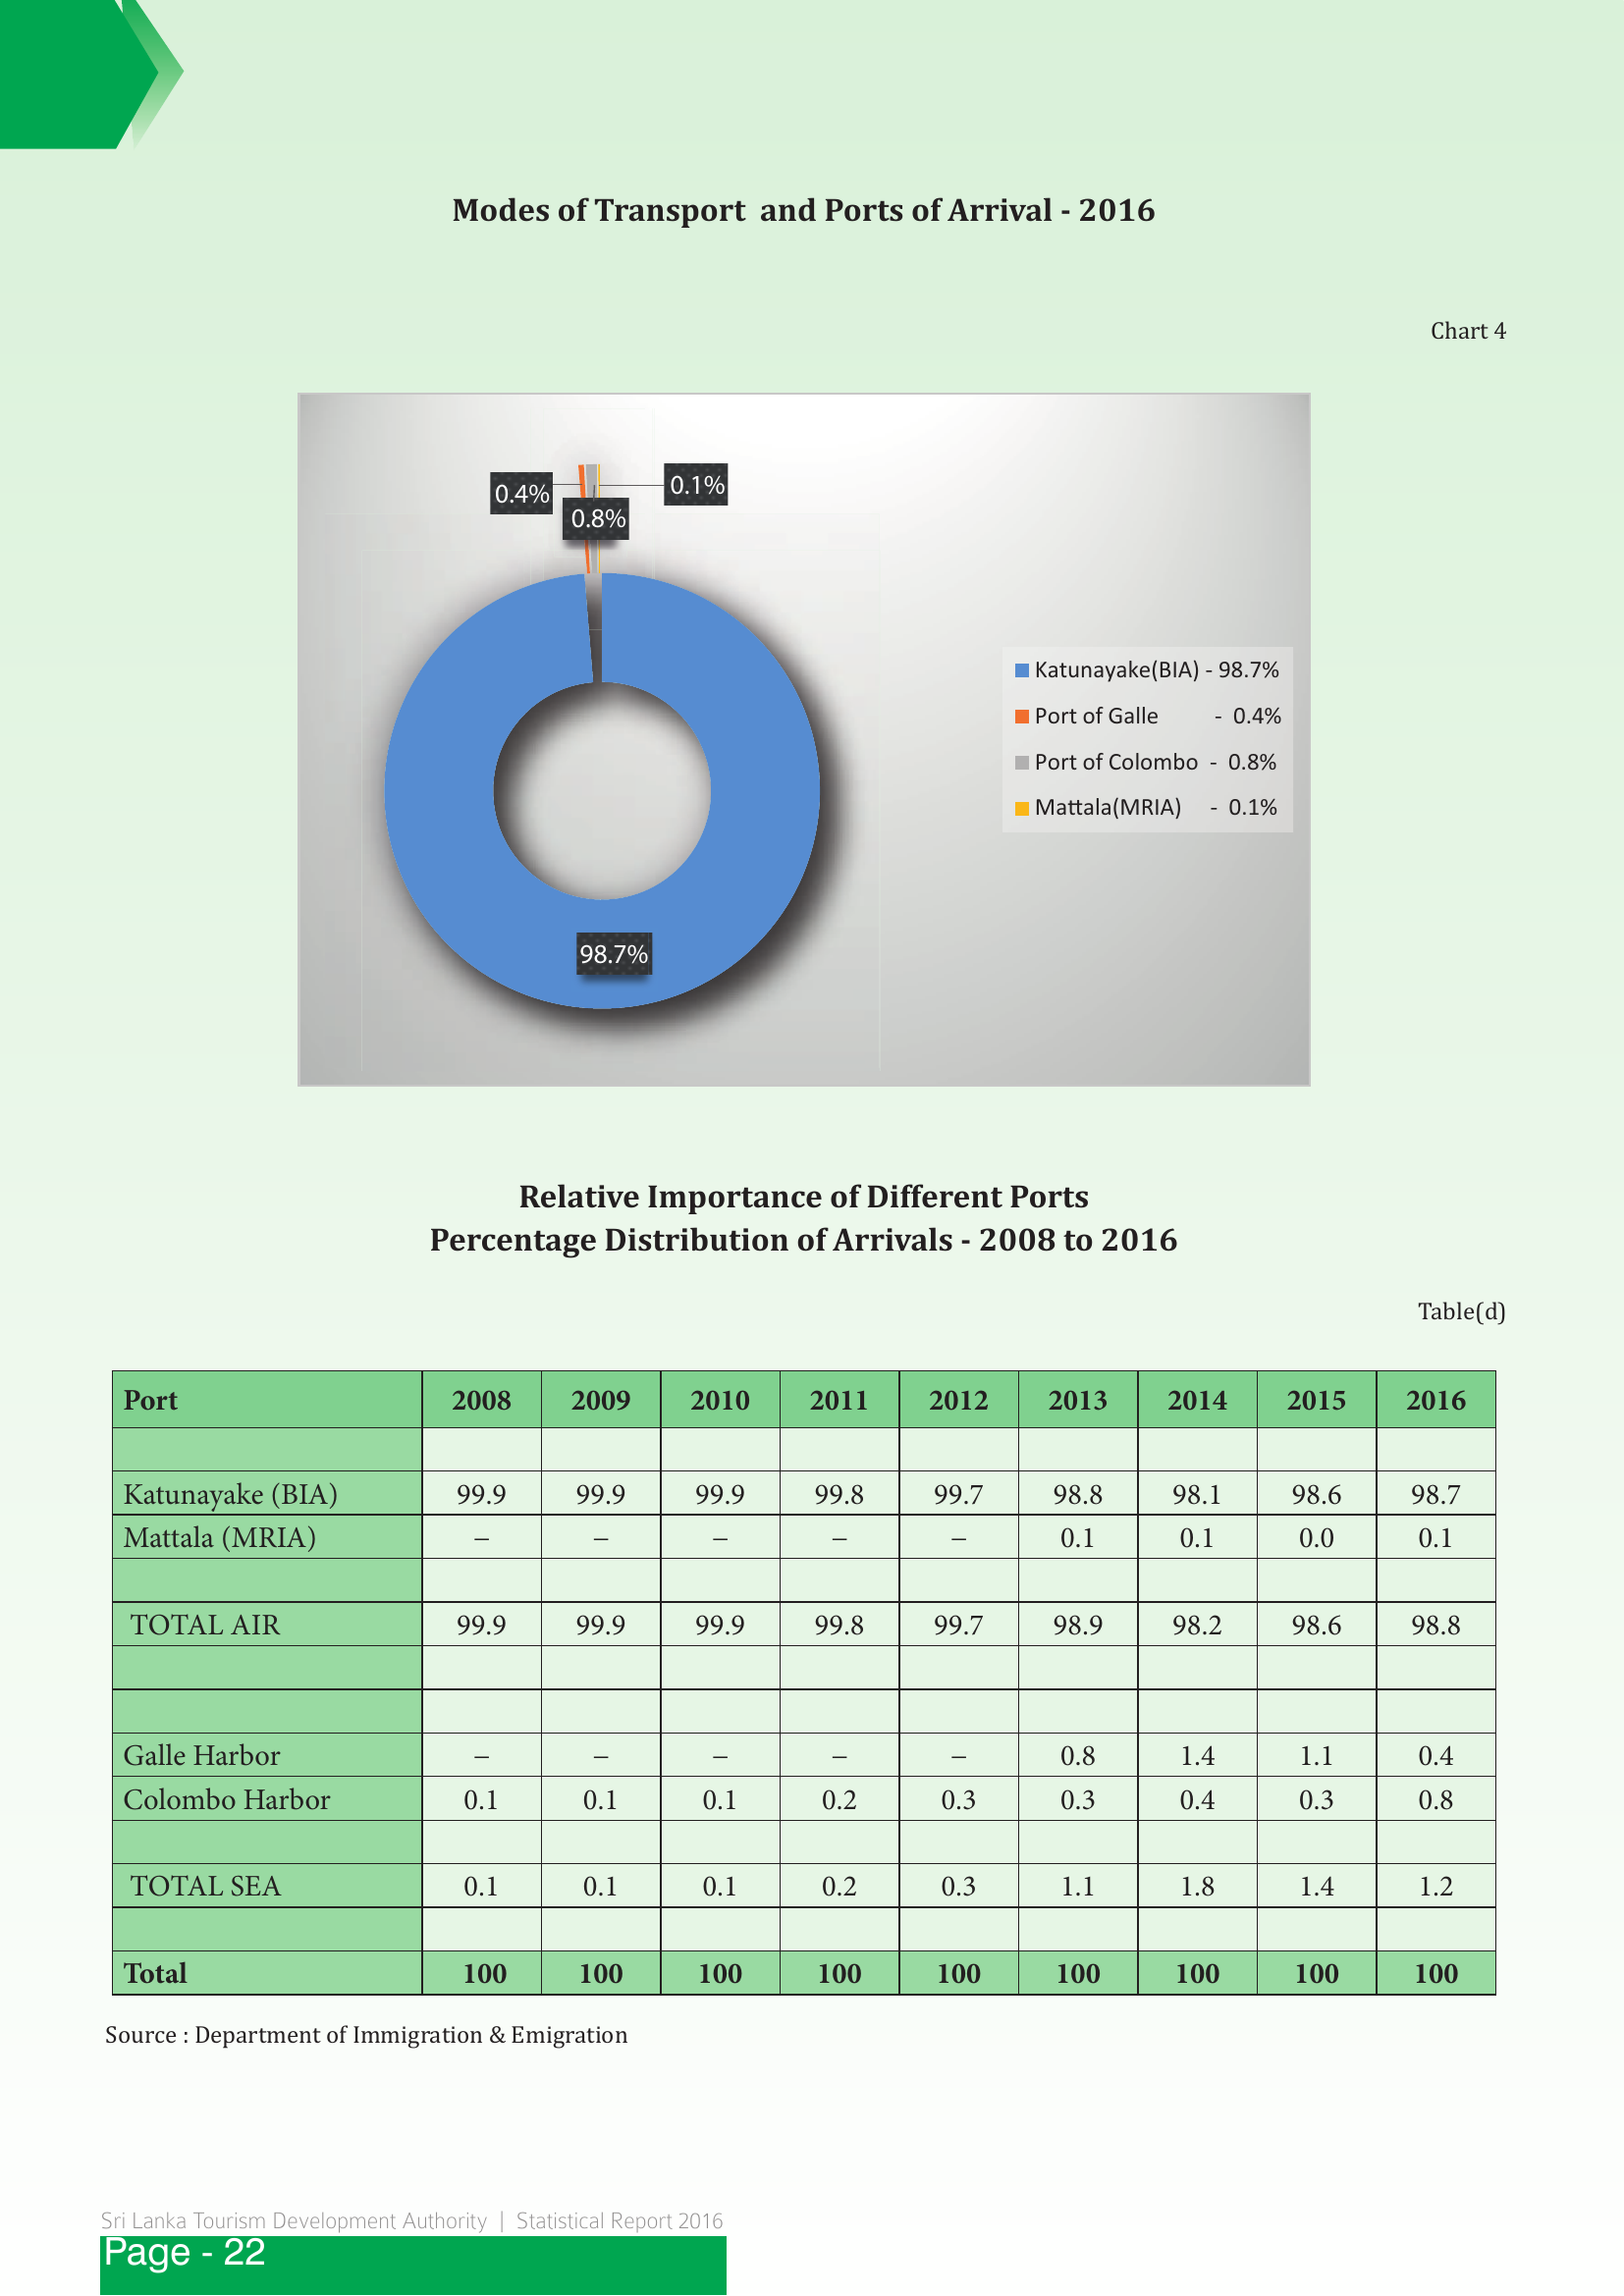 Modes of Transport and Ports of Arrival - 2016
Chart 4
0.4%
0.8%
0.1%
98.7%
Katunayake(BIA) - 98.7%
Port of Galle - 0.4%
Port of Colombo - 0.8%
Mattala(MRIA) - 0.1%
Relative Importance of Different Ports
Percentage Distribution of Arrivals - 2008 to 2016
Table(d)
Port 2008 2009 2010 2011 2012 2013 2014 2015 2016
Katunayake (BIA) 99.9 99.9 99.9 99.8 99.7 98.8 98.1 98.6 98.7
Mattala (MRIA) – – – – – 0.1 0.1 0.0 0.1
TOTAL AIR 99.9 99.9 99.9 99.8 99.7 98.9 98.2 98.6 98.8
Galle Harbor – – – – – 0.8 1.4 1.1 0.4
Colombo Harbor 0.1 0.1 0.1 0.2 0.3 0.3 0.4 0.3 0.8
TOTAL SEA 0.1 0.1 0.1 0.2 0.3 1.1 1.8 1.4 1.2
Total 100 100 100 100 100 100 100 100 100
Source : Department of Immigration & Emigration
Sri Lanka Tourism Development Authority | Statistical Report 2016
Page - 22